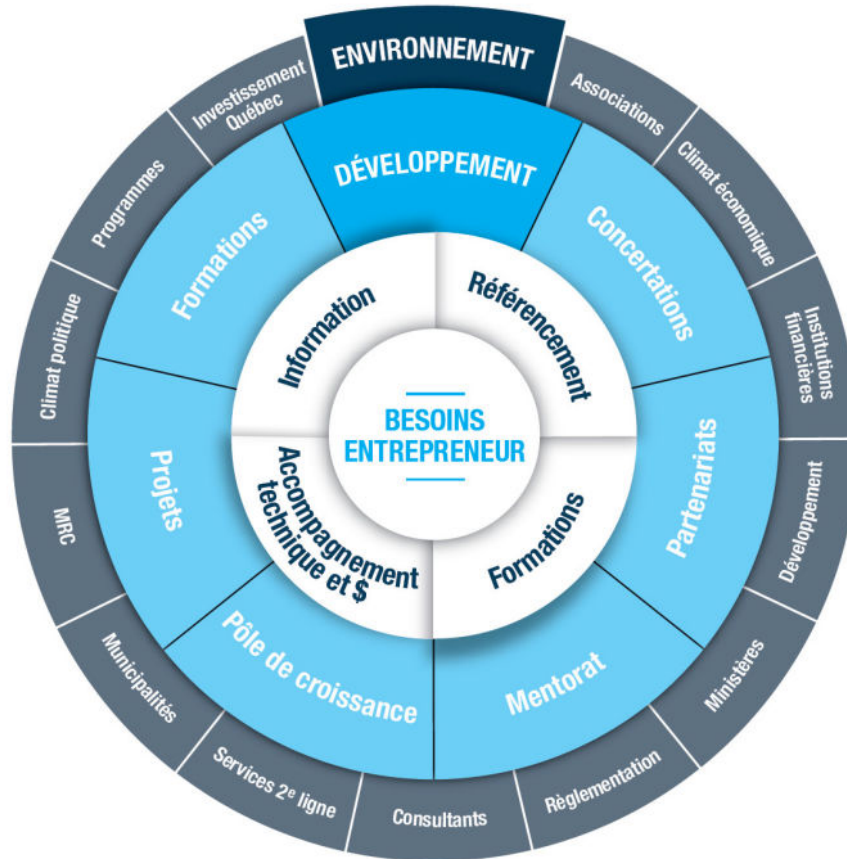 ENVIRONNEMENT
Associations
Climat économique
Institutions
financières
Développement
Ministères
Règlementation
Consultants
Services 2e ligne
Municipalités
MRC
Climat politique
Programmes
Investissement
Québec
DÉVELOPPEMENT
Concertations
Partenariats
Mentorat
Pôle de croissance
Projets
Formations
Référencement
Formations
Accompagnement
technique et $
Information
BESOINS
ENTREPRENEUR